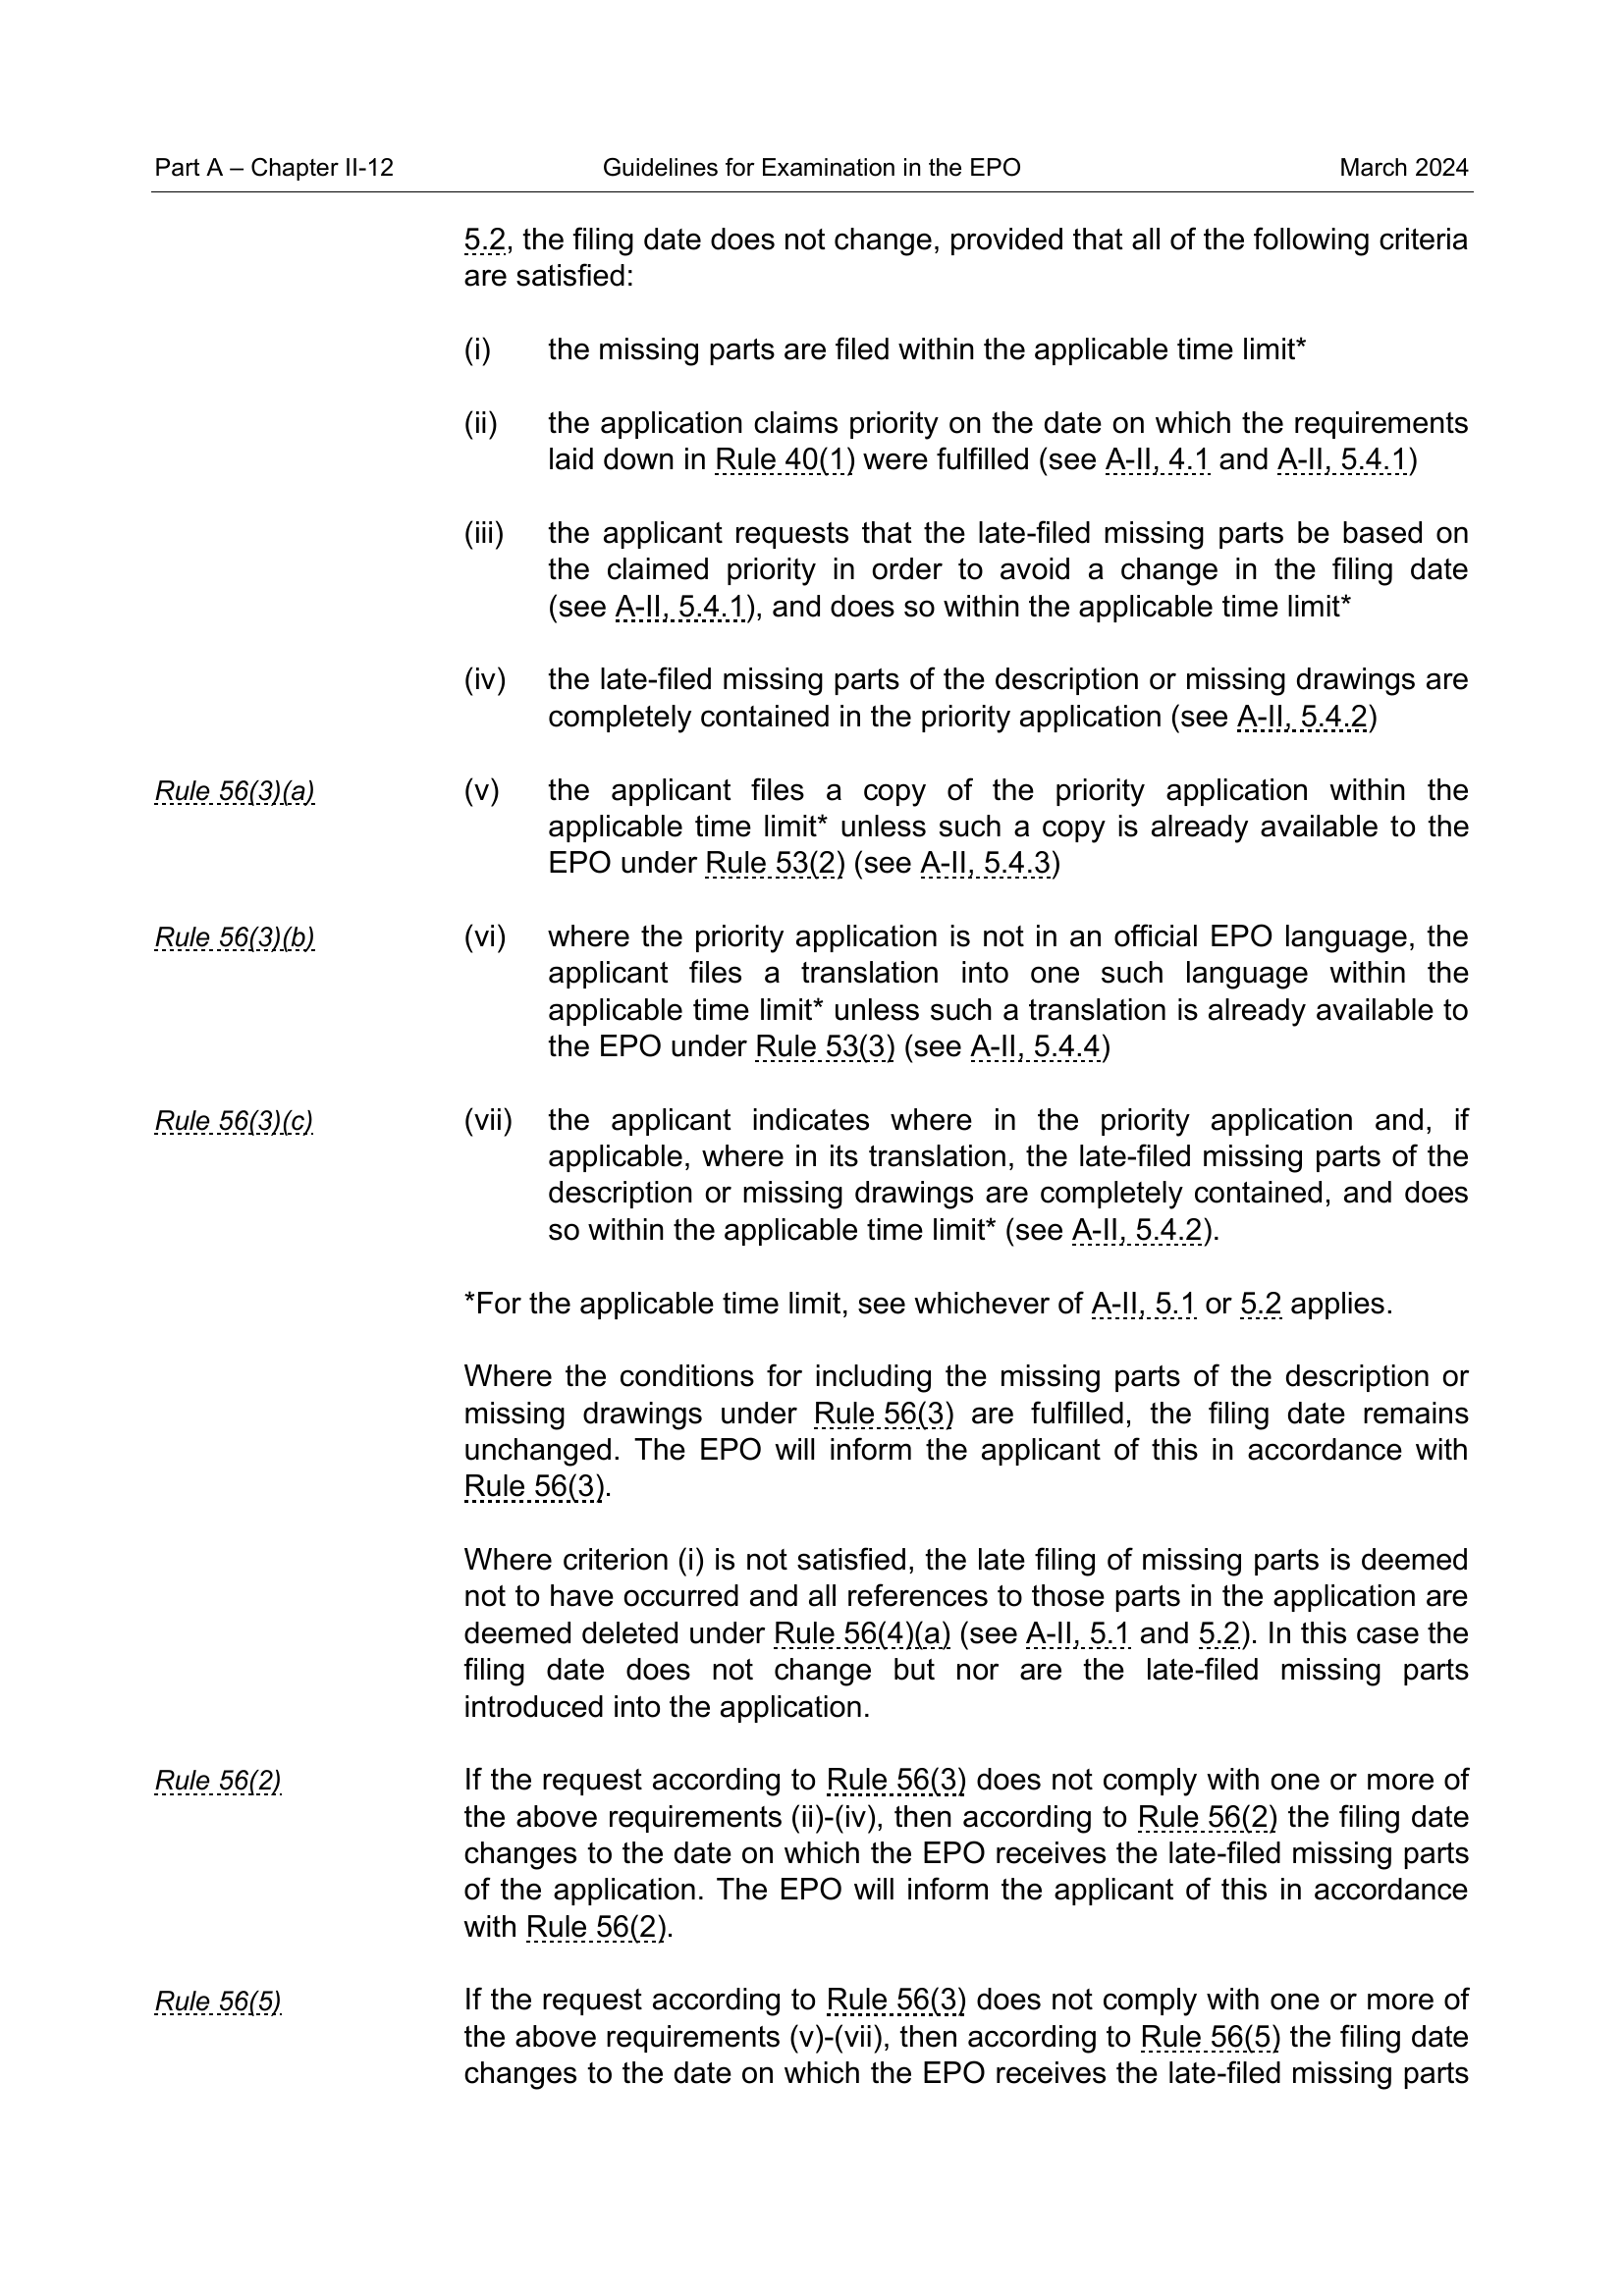 Part A – Chapter II-12 Guidelines for Examination in the EPO March 2024
5.2, the filing date does not change, provided that all of the following criteria
are satisfied:
(i) the missing parts are filed within the applicable time limit*
(ii) the application claims priority on the date on which the requirements
laid down in Rule 40(1) were fulfilled (see A-II, 4.1 and A-II, 5.4.1)
(iii) the applicant requests that the late-filed missing parts be based on
the claimed priority in order to avoid a change in the filing date
(see A-II, 5.4.1), and does so within the applicable time limit*
(iv) the late-filed missing parts of the description or missing drawings are
completely contained in the priority application (see A-II, 5.4.2)
Rule 56(3)(a) (v) the applicant files a copy of the priority application within the
applicable time limit* unless such a copy is already available to the
EPO under Rule 53(2) (see A-II, 5.4.3)
Rule 56(3)(b) (vi) where the priority application is not in an official EPO language, the
applicant files a translation into one such language within the
applicable time limit* unless such a translation is already available to
the EPO under Rule 53(3) (see A-II, 5.4.4)
Rule 56(3)(c) (vii) the applicant indicates where in the priority application and, if
applicable, where in its translation, the late-filed missing parts of the
description or missing drawings are completely contained, and does
so within the applicable time limit* (see A-II, 5.4.2).
*For the applicable time limit, see whichever of A-II, 5.1 or 5.2 applies.
Where the conditions for including the missing parts of the description or
missing drawings under Rule 56(3) are fulfilled, the filing date remains
unchanged. The EPO will inform the applicant of this in accordance with
Rule 56(3).
Where criterion (i) is not satisfied, the late filing of missing parts is deemed
not to have occurred and all references to those parts in the application are
deemed deleted under Rule 56(4)(a) (see A-II, 5.1 and 5.2). In this case the
filing date does not change but nor are the late-filed missing parts
introduced into the application.
Rule 56(2) If the request according to Rule 56(3) does not comply with one or more of
the above requirements (ii)-(iv), then according to Rule 56(2) the filing date
changes to the date on which the EPO receives the late-filed missing parts
of the application. The EPO will inform the applicant of this in accordance
with Rule 56(2).
Rule 56(5) If the request according to Rule 56(3) does not comply with one or more of
the above requirements (v)-(vii), then according to Rule 56(5) the filing date
changes to the date on which the EPO receives the late-filed missing parts